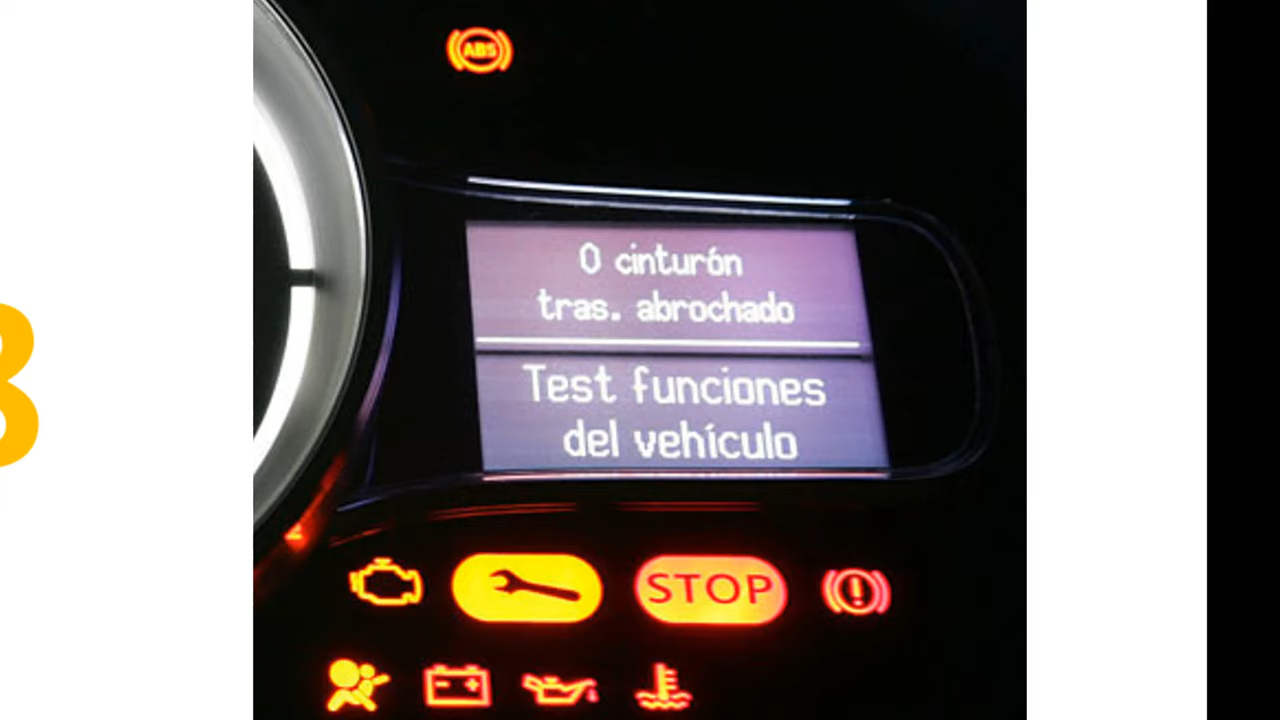 ABS
0 cinturón
tras. abrochado
Test funciones
del vehículo
STOP